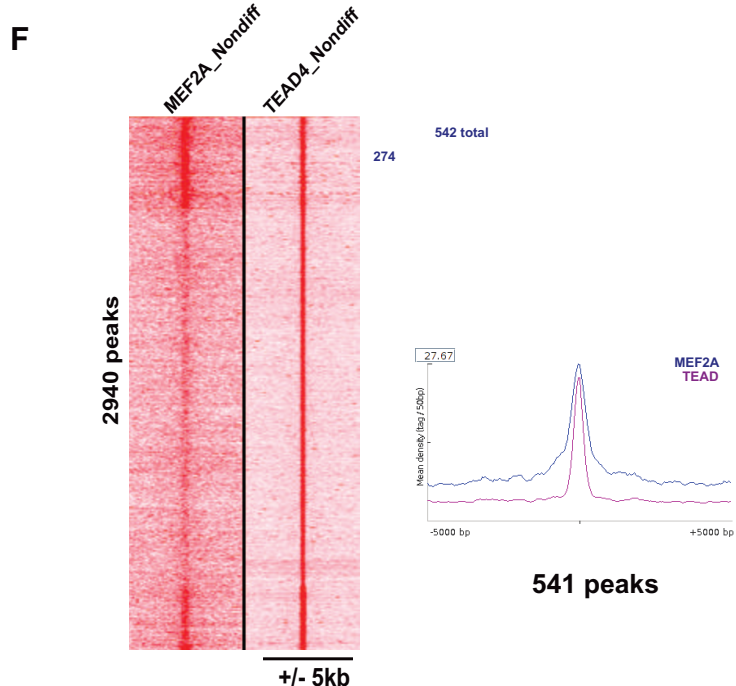 F
MEF2A_Nondiff
TEAD4_Nondiff
542 total
274
2940 peaks
27.67
MEF2A
TEAD
Mean density (tag / 50bp)
-5000 bp
+5000 bp
541 peaks
+/- 5kb